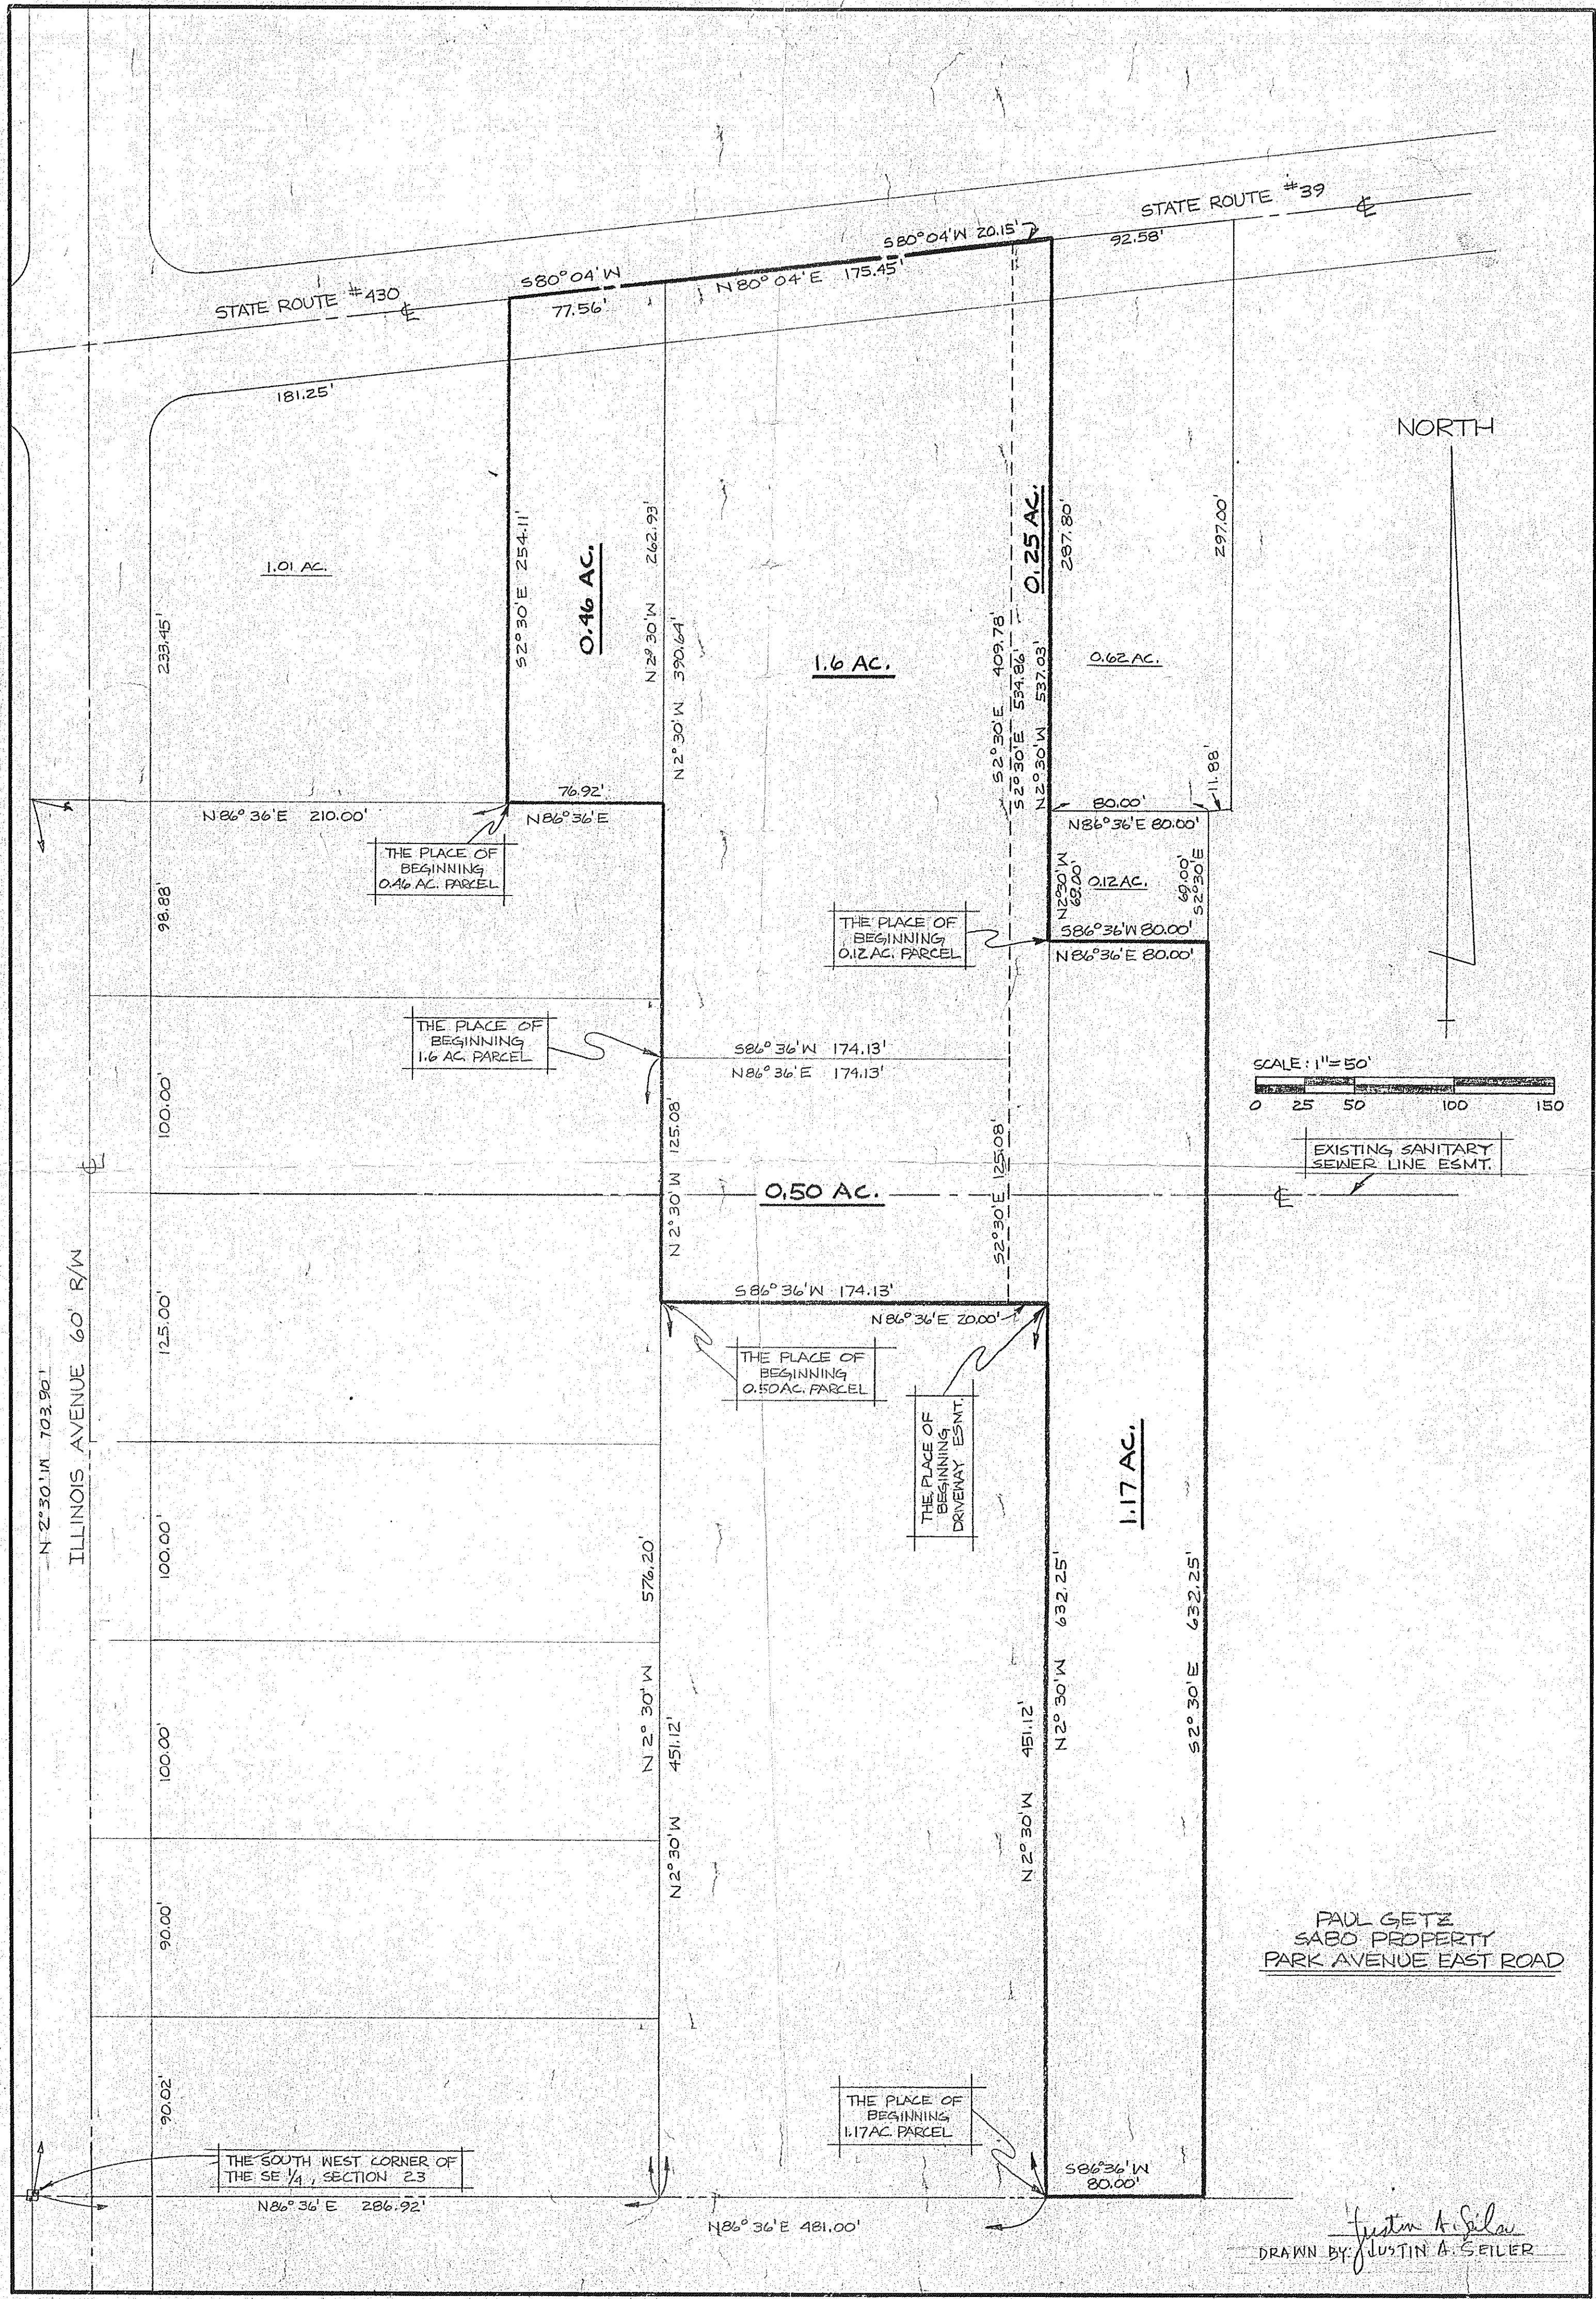 STATE ROUTE #39
℄
S80°04'W 20.15'
92.58'
S80°04'W
N80°04'E 175.45'
77.56'
STATE ROUTE #430
℄
181.25'
NORTH
S2°30'E 254.11'
0.46 AC.
N2°30'W 262.93'
N2°30'W 390.64'
1.01 AC.
233.45'
1.6 AC.
S2°30'E 409.78'
S2°30'E 534.86'
N2°30'W 537.03'
0.25 AC.
287.80'
297.00'
0.62 AC.
11.88'
76.92'
N86°36'E 210.00'
N86°36'E
80.00'
N86°36'E 80.00'
THE PLACE OF
BEGINNING
0.46 AC. PARCEL
N2°30'W
69.00'
0.12 AC.
69.00'
S2°30'E
98.88'
THE PLACE OF
BEGINNING
0.12 AC. PARCEL
S86°36'W 80.00'
N86°36'E 80.00'
THE PLACE OF
BEGINNING
1.6 AC. PARCEL
S86°36'W 174.13'
N86°36'E 174.13'
SCALE: 1"=50'
0 25 50 100 150
100.00'
N2°30'W 125.08'
S2°30'E 125.08'
EXISTING SANITARY
SEWER LINE ESMT.
℄
0.50 AC.
℄
S86°36'W 174.13'
N86°36'E 20.00'
125.00'
THE PLACE OF
BEGINNING
0.50 AC. PARCEL
THE PLACE OF
BEGINNING
DRIVEWAY ESMT.
N 2°30'W 703.90'
ILLINOIS AVENUE 60' R/W
1.17 AC.
100.00'
N2°30'W 576.20'
N2°30'W 451.12'
N2°30'W 451.12'
N2°30'W 632.25'
S2°30'E 632.25'
100.00'
90.00'
PAUL GETZ
SABO PROPERTY
PARK AVENUE EAST ROAD
90.02'
THE PLACE OF
BEGINNING
1.17 AC. PARCEL
THE SOUTH WEST CORNER OF
THE SE 1/4, SECTION 23
S86°36'W
80.00'
N86°36'E 286.92'
N86°36'E 481.00'
Justin A. Seiler
DRAWN BY: JUSTIN A. SEILER